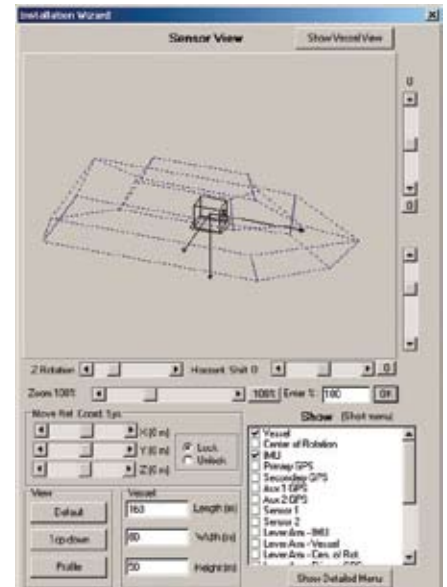 Installation Wizard
Sensor View
Show Vessel View
0
0
Z Rotation
Horizont. Shift 0
0
Zoom 100%
100%
Enter %:
100
OK
Move Ref. Coord. Sys.
X (0 m)
Y (0 m)
Z (0 m)
Lock
Unlock
Show
(Short menu)
Vessel
Center of Rotation
IMU
Primary GPS
Secondary GPS
Aux 1 GPS
Aux 2 GPS
Sensor 1
Sensor 2
Lever Arm - IMU
Lever Arm - Vessel
Lever Arm - Cen. of Rot.
Show Detailed Menu
View
Default
Top down
Profile
Vessel
Length (m)
Width (m)
50
Height (m)